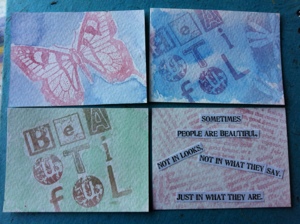 BeA
UTi
fUL
BeA
UTi
fUL
SOMETIMES
PEOPLE ARE BEAUTIFUL.
NOT IN LOOKS.
NOT IN WHAT THEY SAY.
JUST IN WHAT THEY ARE.